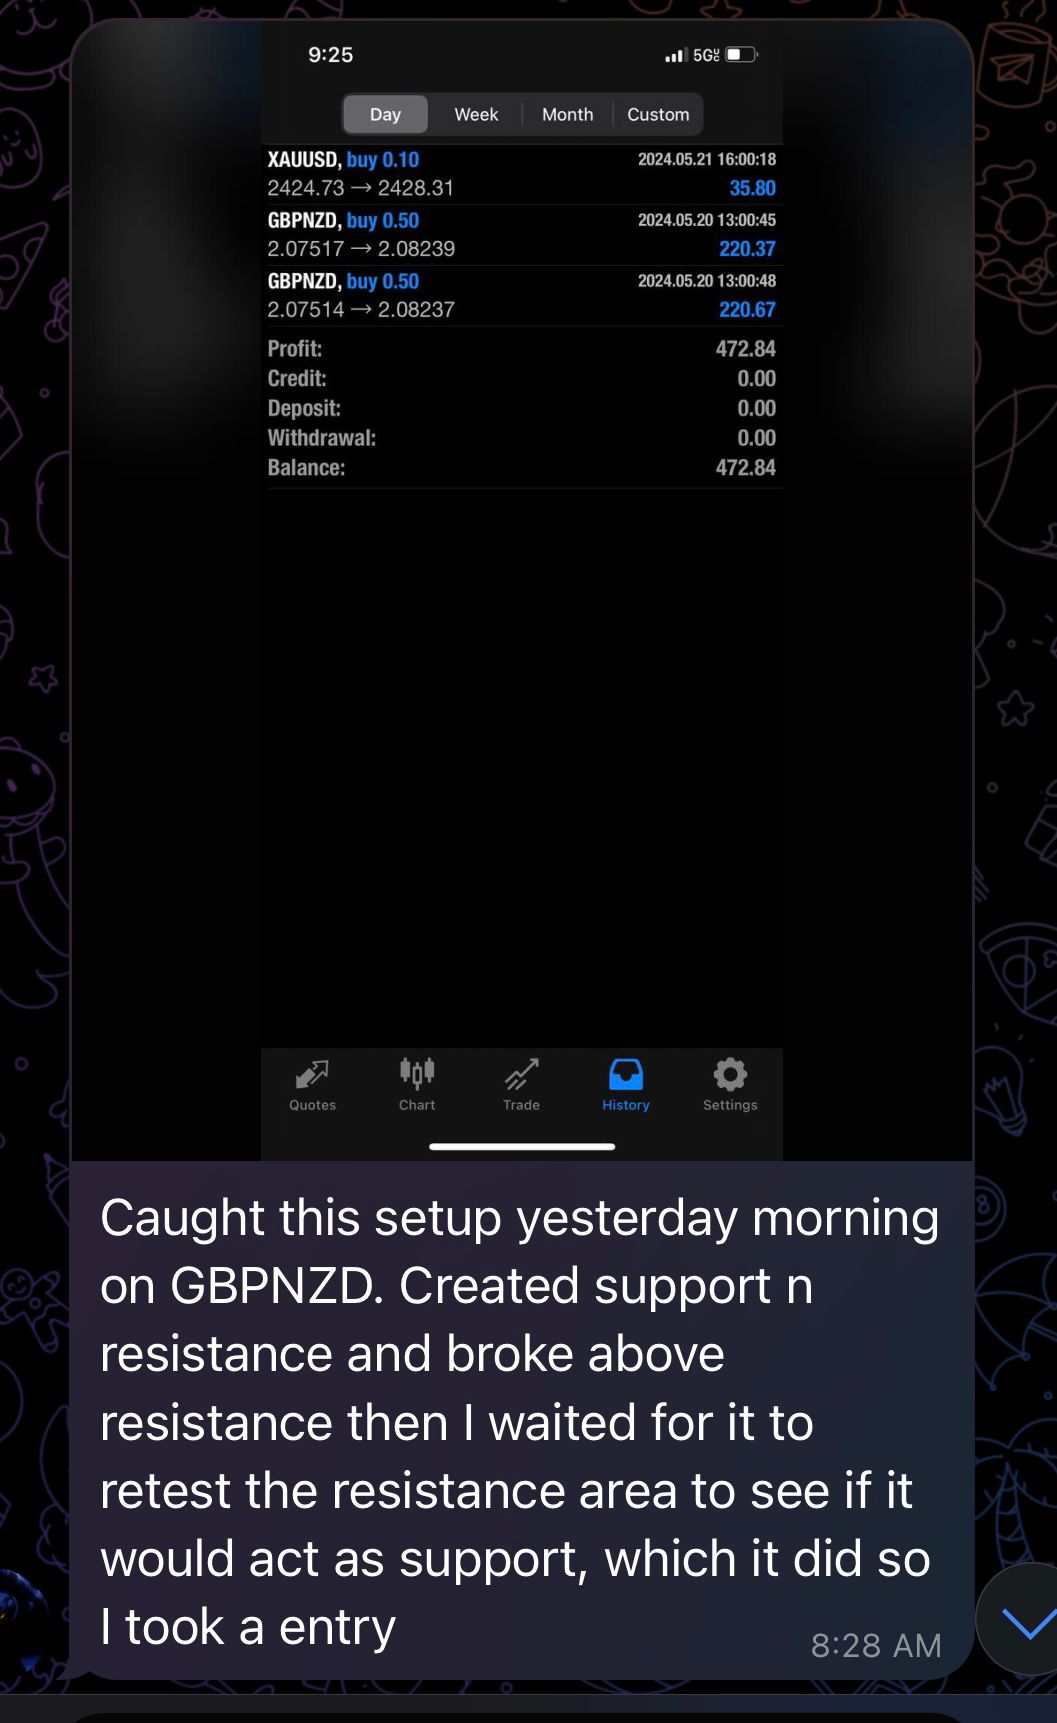 9:25 5G
Day Week Month Custom
XAUUSD, buy 0.10 2024.05.21 16:00:18
2424.73 → 2428.31 35.80
GBPNZD, buy 0.50 2024.05.20 13:00:45
2.07517 → 2.08239 220.37
GBPNZD, buy 0.50 2024.05.20 13:00:48
2.07514 → 2.08237 220.67
Profit: 472.84
Credit: 0.00
Deposit: 0.00
Withdrawal: 0.00
Balance: 472.84
Quotes Chart Trade History Settings
Caught this setup yesterday morning
on GBPNZD. Created support n
resistance and broke above
resistance then I waited for it to
retest the resistance area to see if it
would act as support, which it did so
I took a entry
8:28 AM